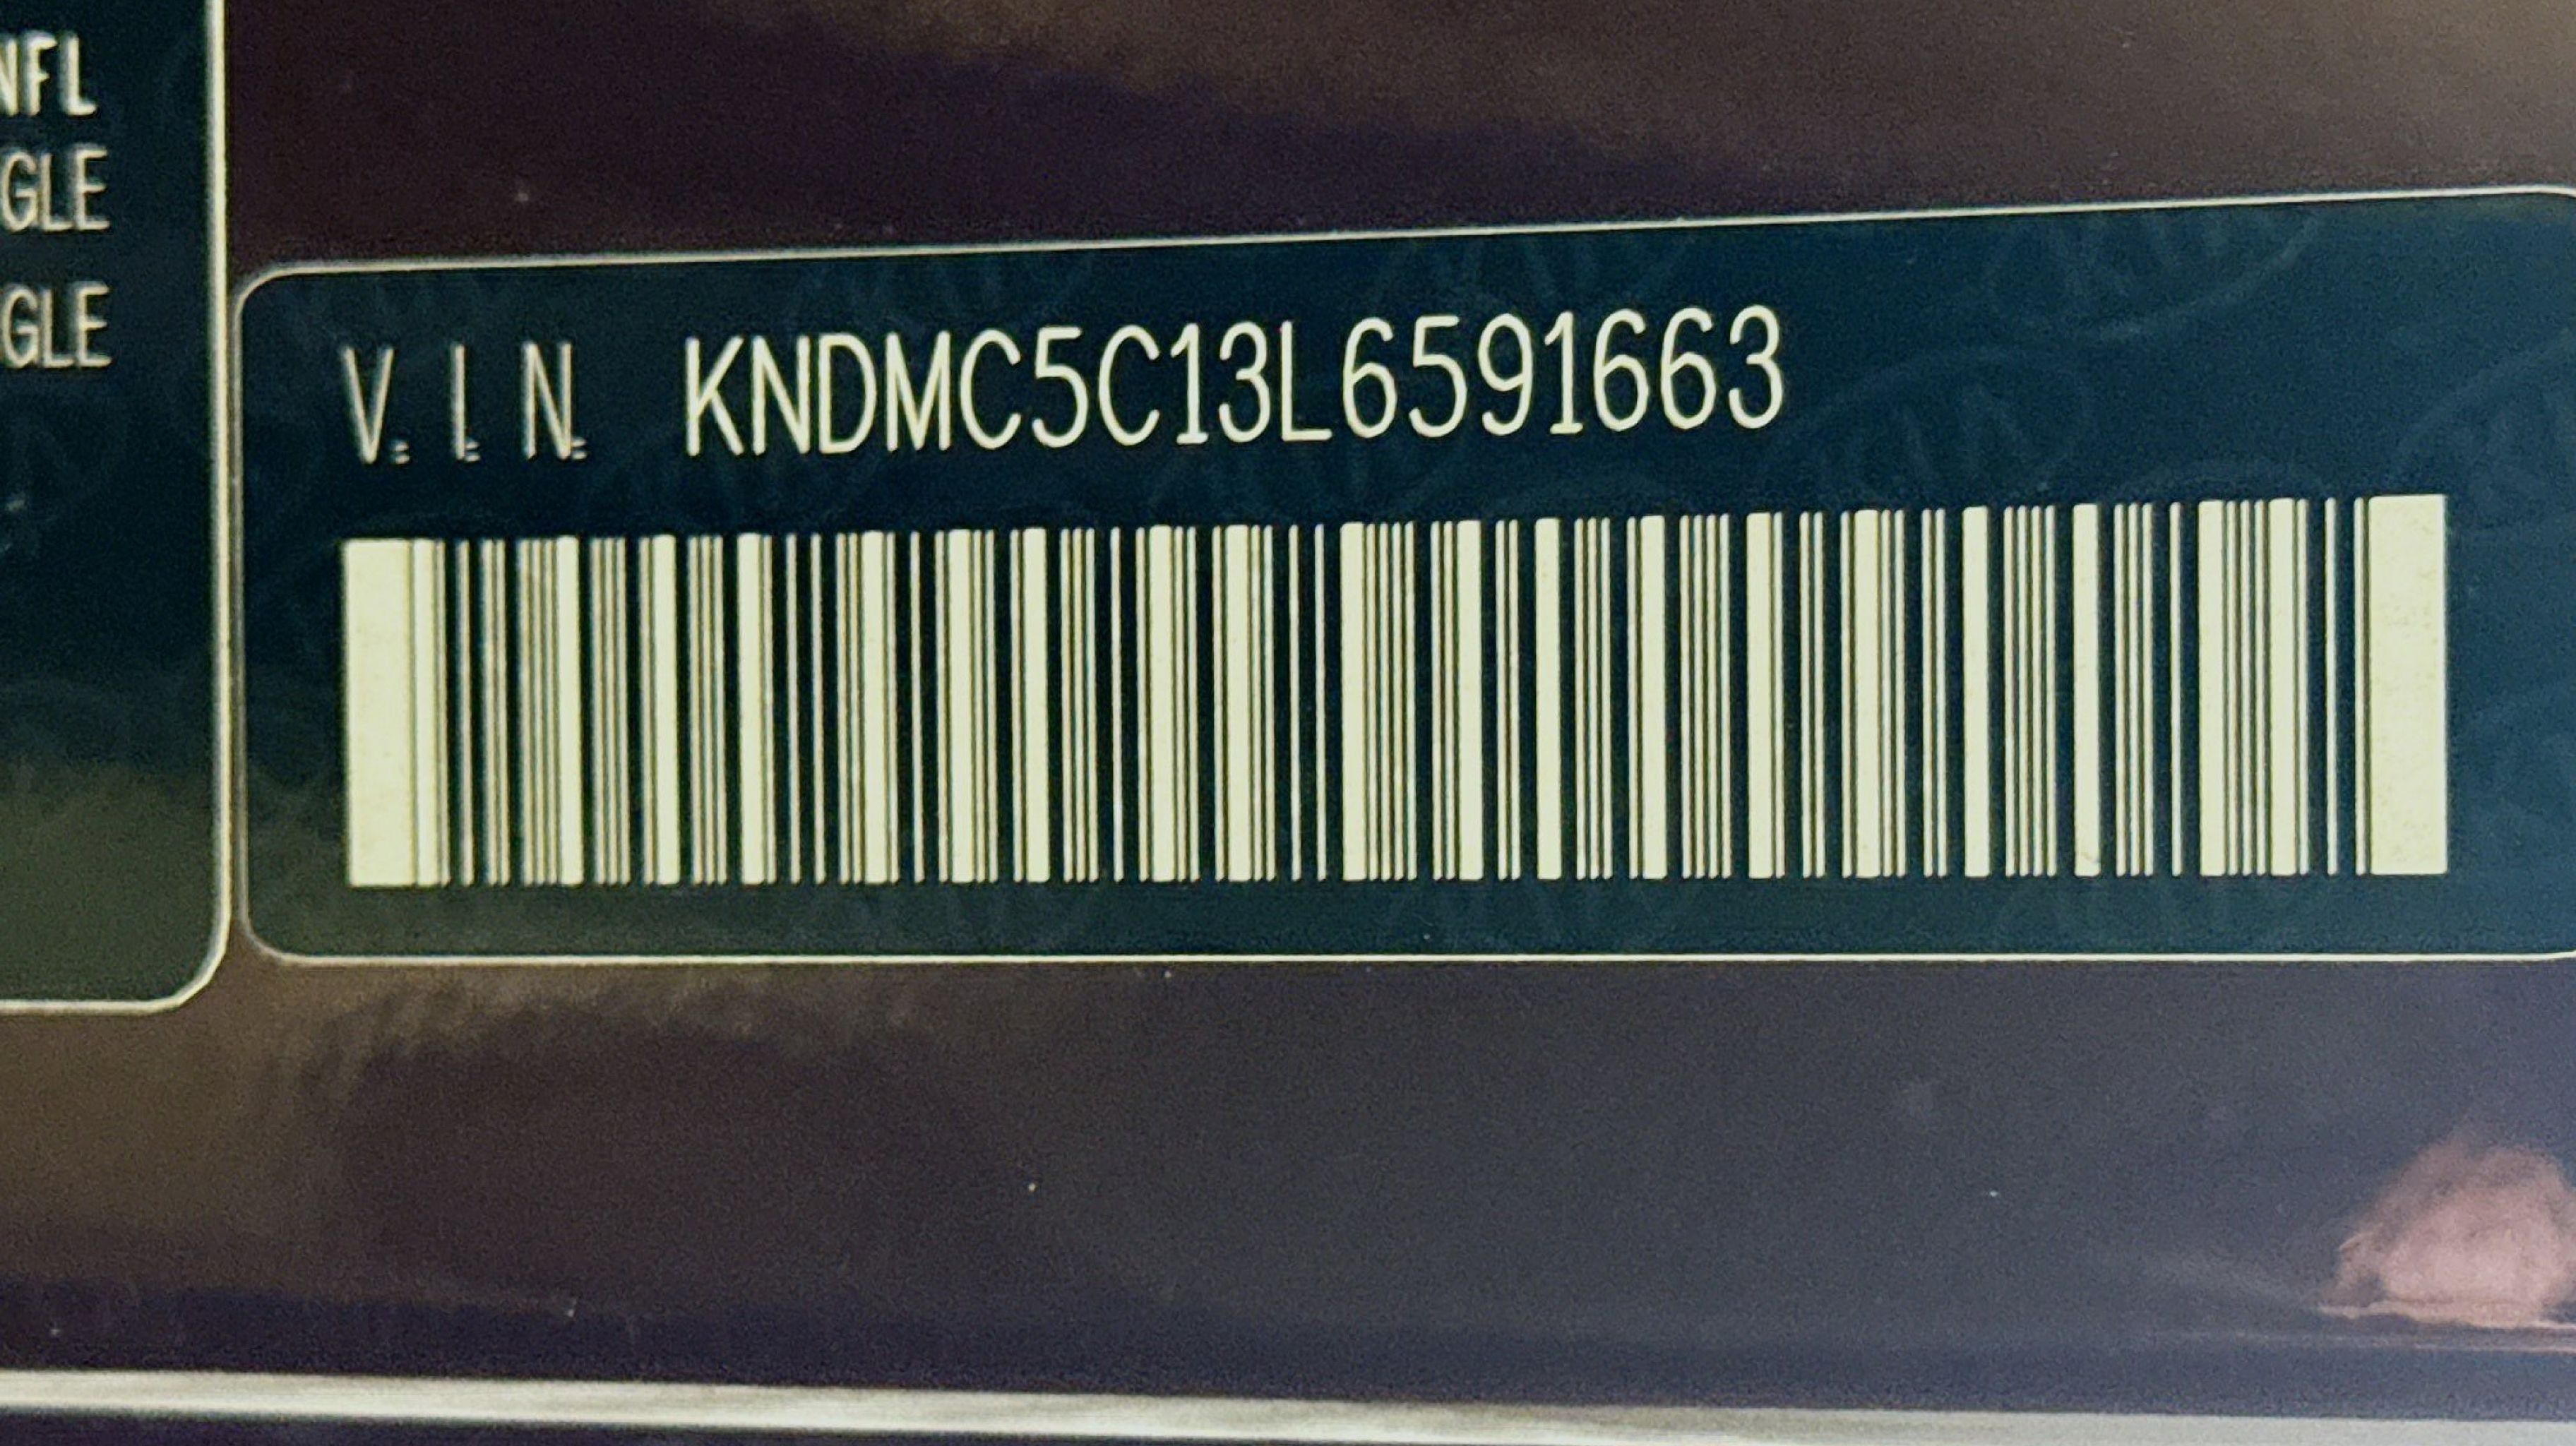 NFL
GLE
GLE
V. I. N. KNDMC5C13L6591663